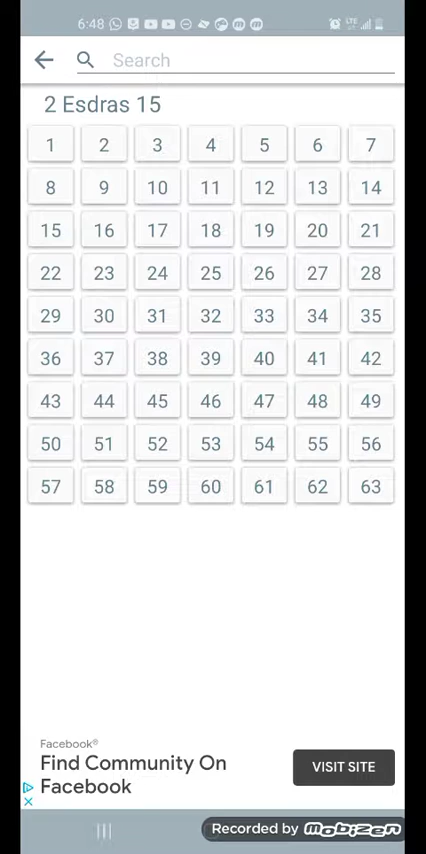 6:48
LTE
Search
2 Esdras 15
1 2 3 4 5 6 7
8 9 10 11 12 13 14
15 16 17 18 19 20 21
22 23 24 25 26 27 28
29 30 31 32 33 34 35
36 37 38 39 40 41 42
43 44 45 46 47 48 49
50 51 52 53 54 55 56
57 58 59 60 61 62 63
Facebook®
Find Community On
Facebook
VISIT SITE
Recorded by mobizen